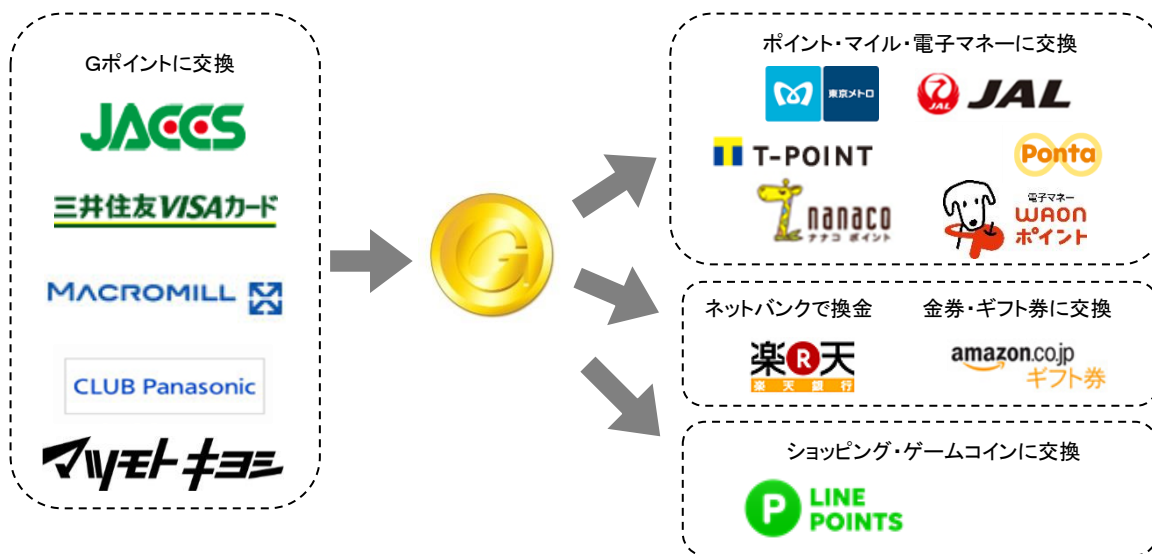 Gポイントに交換
JACCS
三井住友VISAカード
MACROMILL
CLUB Panasonic
マツモトキヨシ
G
ポイント・マイル・電子マネーに交換
東京メトロ
JAL
JAL
T-POINT
Ponta
nanaco
ナナコ ポイント
電子マネー
WAON
ポイント
ネットバンクで換金
金券・ギフト券に交換
楽R天
楽天銀行
amazon.co.jp
ギフト券
ショッピング・ゲームコインに交換
P
LINE
POINTS